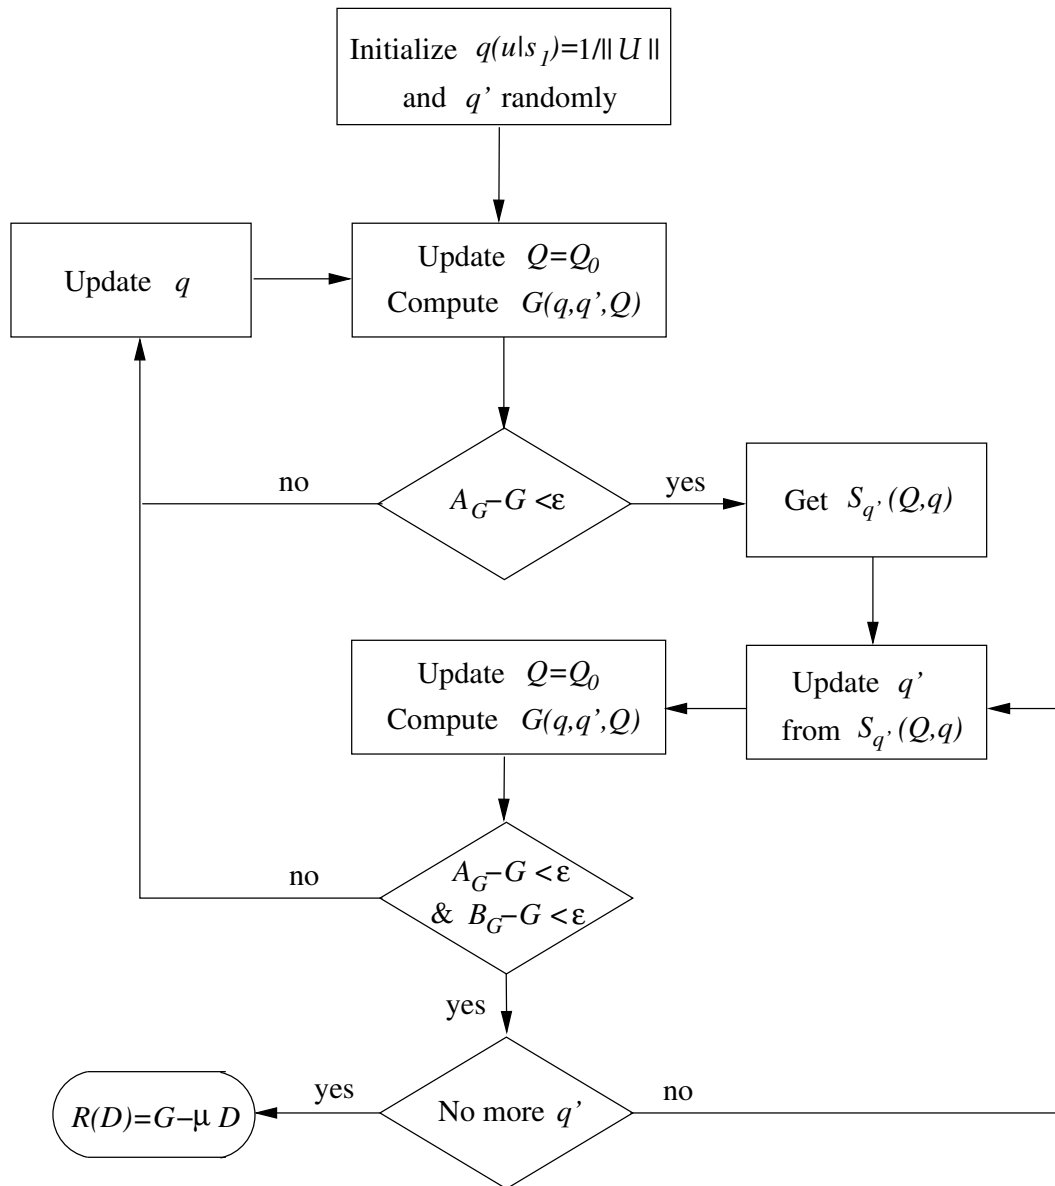 Initialize q(u|s_1)=1/||U||
and q' randomly
Update q
Update Q=Q_0
Compute G(q,q',Q)
no
A_G-G<ε
yes
Get S_q'(Q,q)
Update Q=Q_0
Compute G(q,q',Q)
Update q'
from S_q'(Q,q)
no
A_G-G<ε
& B_G-G<ε
yes
R(D)=G-μD
yes
No more q'
no